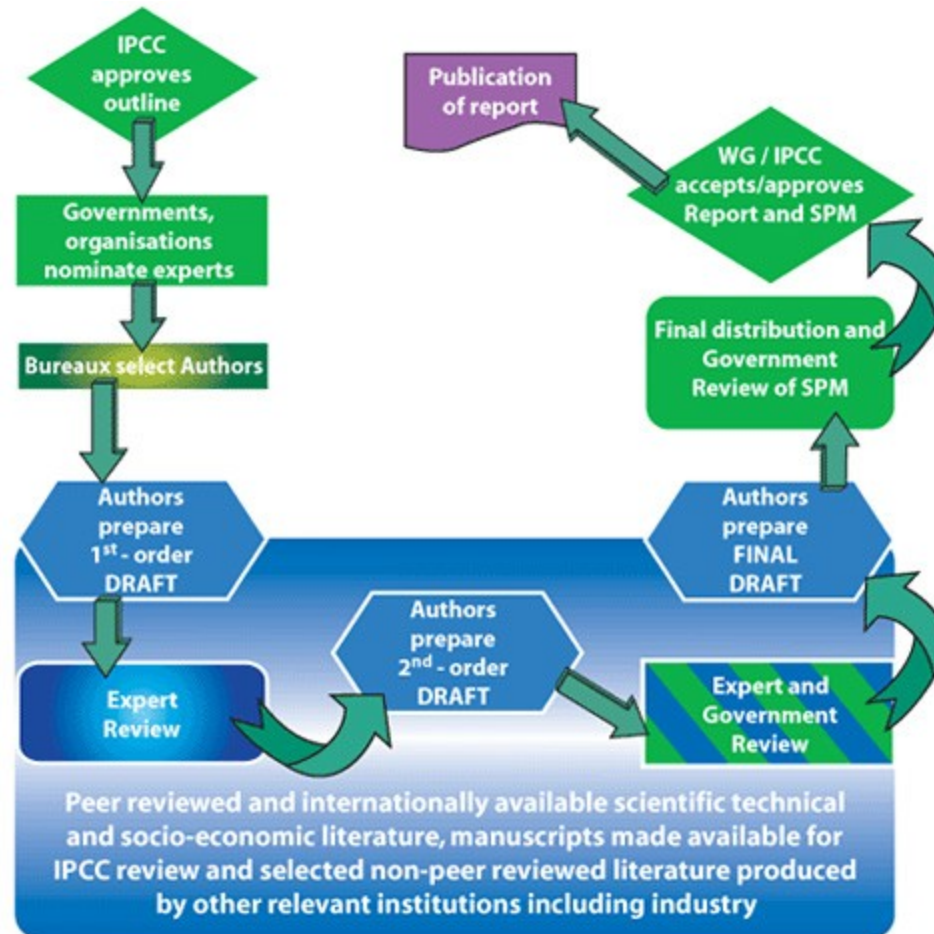 IPCC
approves
outline
Governments,
organisations
nominate experts
Bureaux select Authors
Authors
prepare
1st - order
DRAFT
Expert
Review
Authors
prepare
2nd - order
DRAFT
Expert and
Government
Review
Authors
prepare
FINAL
DRAFT
Final distribution and
Government
Review of SPM
WG / IPCC
accepts/approves
Report and SPM
Publication
of report
Peer reviewed and internationally available scientific technical
and socio-economic literature, manuscripts made available for
IPCC review and selected non-peer reviewed literature produced
by other relevant institutions including industry